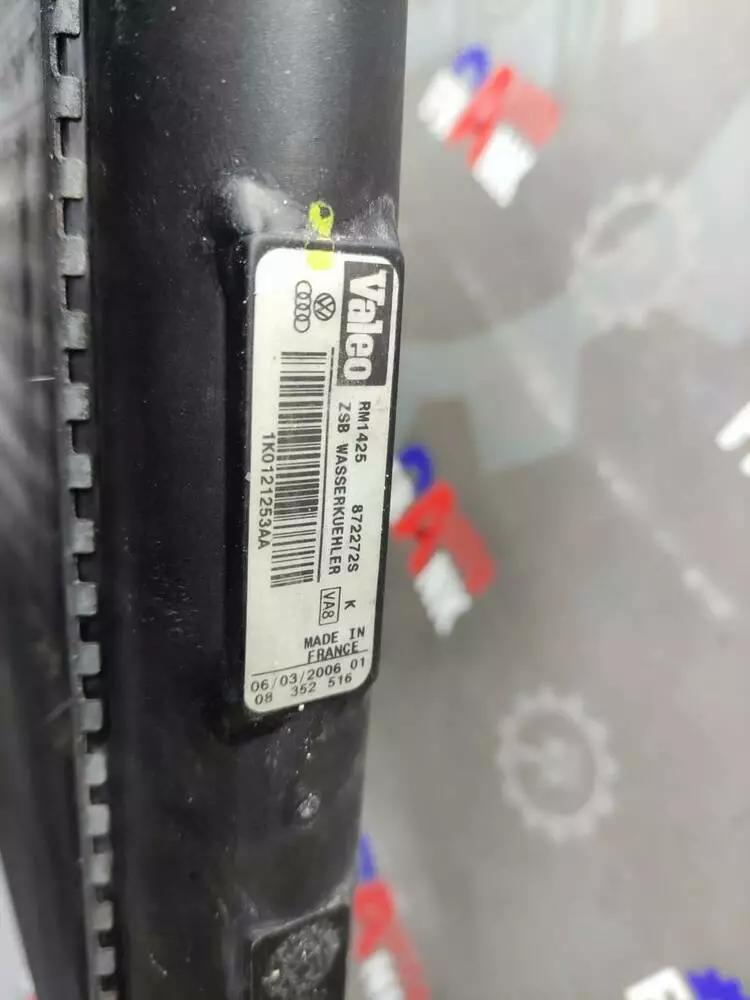 Valeo
RM1425 872272S K
ZSB WASSERKUEHLER VA8
1K0121253AA
MADE IN
FRANCE
06/03/2006 01
08 352 516